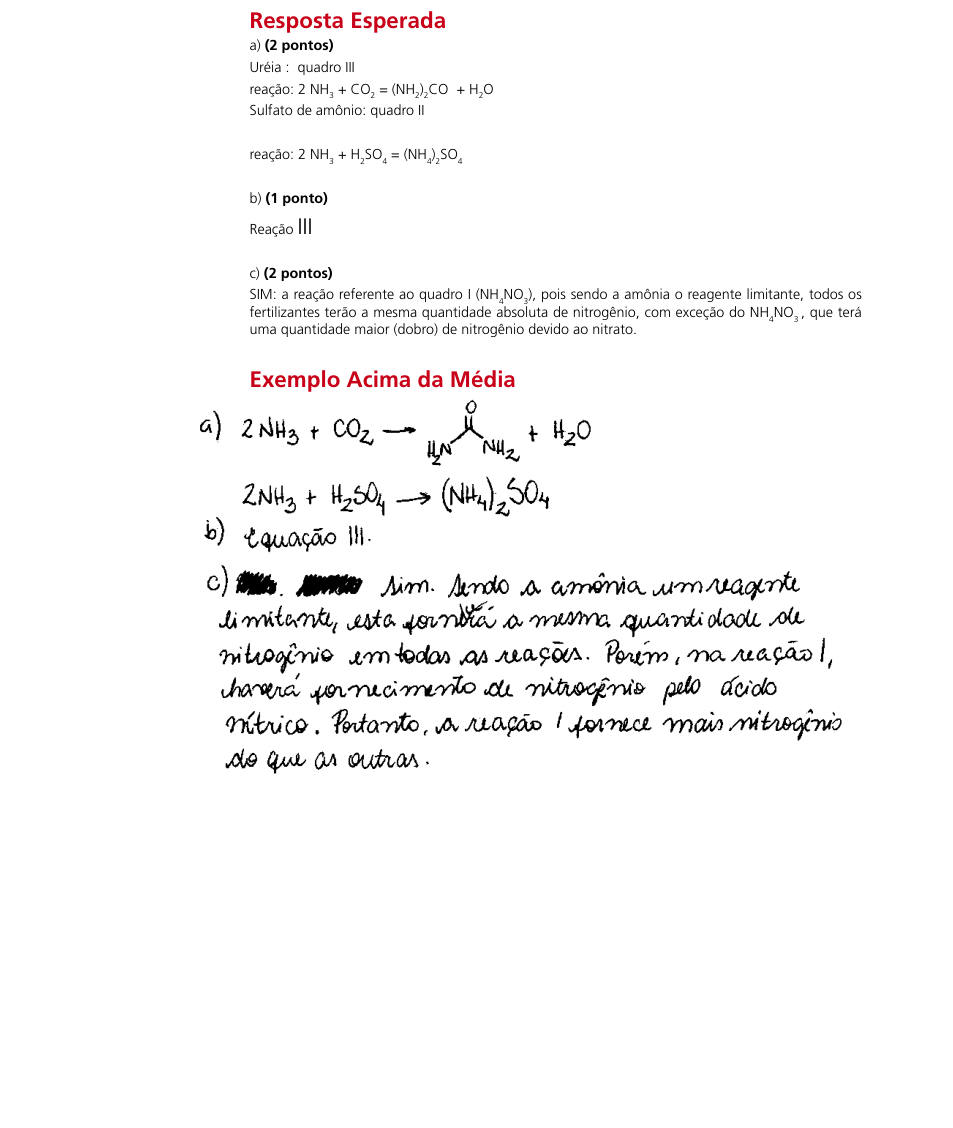 Resposta Esperada
a) (2 pontos)
Uréia : quadro III
reação: 2 NH3 + CO2 = (NH2)2CO + H2O
Sulfato de amônio: quadro II
reação: 2 NH3 + H2SO4 = (NH4)2SO4
b) (1 ponto)
Reação III
c) (2 pontos)
SIM: a reação referente ao quadro I (NH4NO3), pois sendo a amônia o reagente limitante, todos os
fertilizantes terão a mesma quantidade absoluta de nitrogênio, com exceção do NH4NO3 , que terá
uma quantidade maior (dobro) de nitrogênio devido ao nitrato.
Exemplo Acima da Média
O
a) 2 NH3 + CO2 → H2N NH2 + H2O
2NH3 + H2SO4 → (NH4)2SO4
b) equação III.
c) sim. Sendo a amônia um reagente
limitante, esta fornecerá a mesma quantidade de
nitrogênio em todas as reações. Porém, na reação I,
haverá fornecimento de nitrogênio pelo ácido
nítrico. Portanto, a reação I fornece mais nitrogênio
do que as outras.